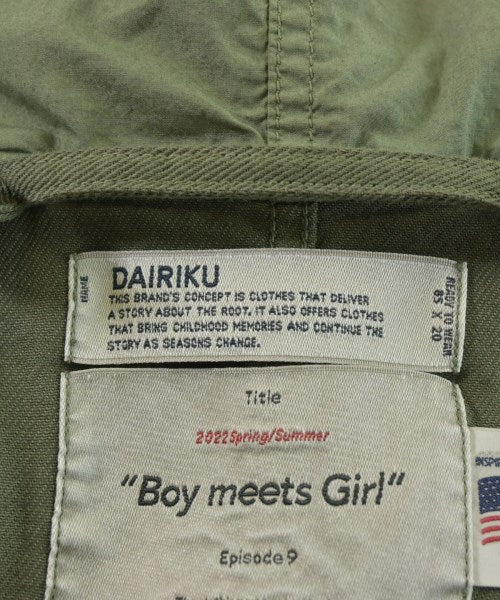 NAME
DAIRIKU
THIS BRAND'S CONCEPT IS CLOTHES THAT DELIVER
A STORY ABOUT THE ROOT. IT ALSO OFFERS CLOTHES
THAT BRING CHILDHOOD MEMORIES AND CONTINUE THE
STORY AS SEASONS CHANGE.
READY TO WEAR
85 X 20
Title
2022 Spring/Summer
"Boy meets Girl"
Episode 9
INSPI